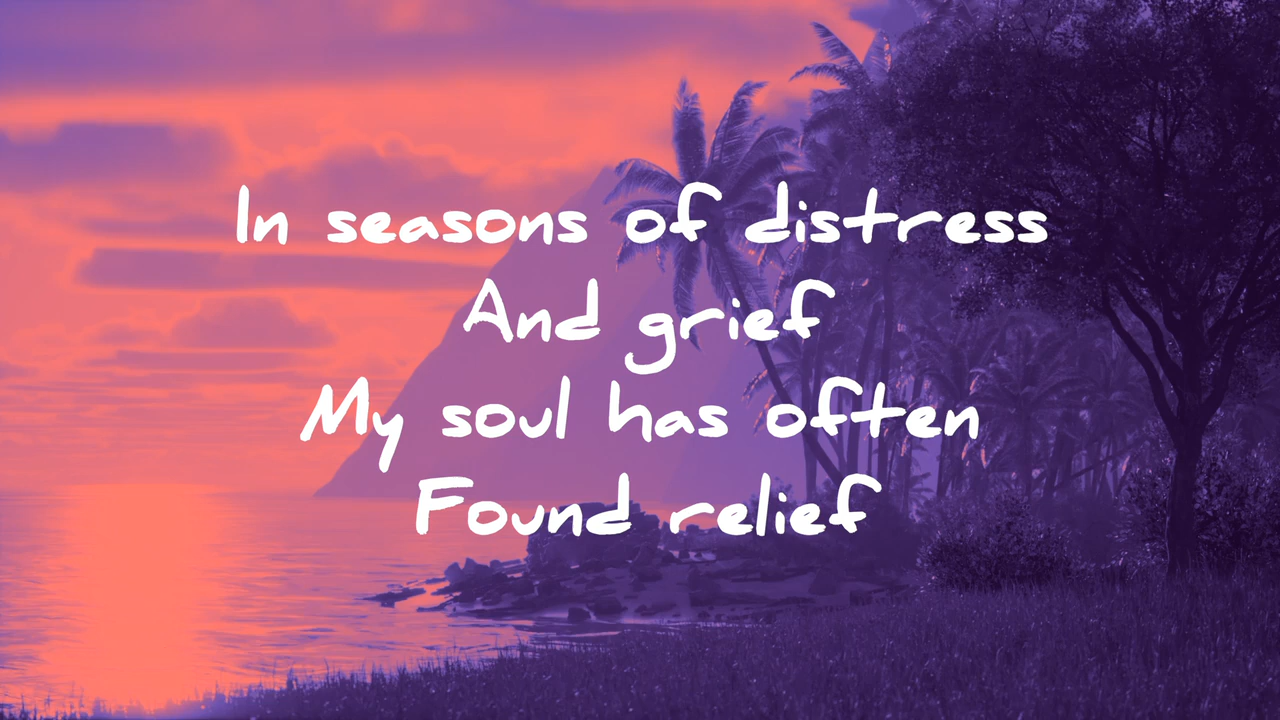 In seasons of distress
And grief
My soul has often
Found relief